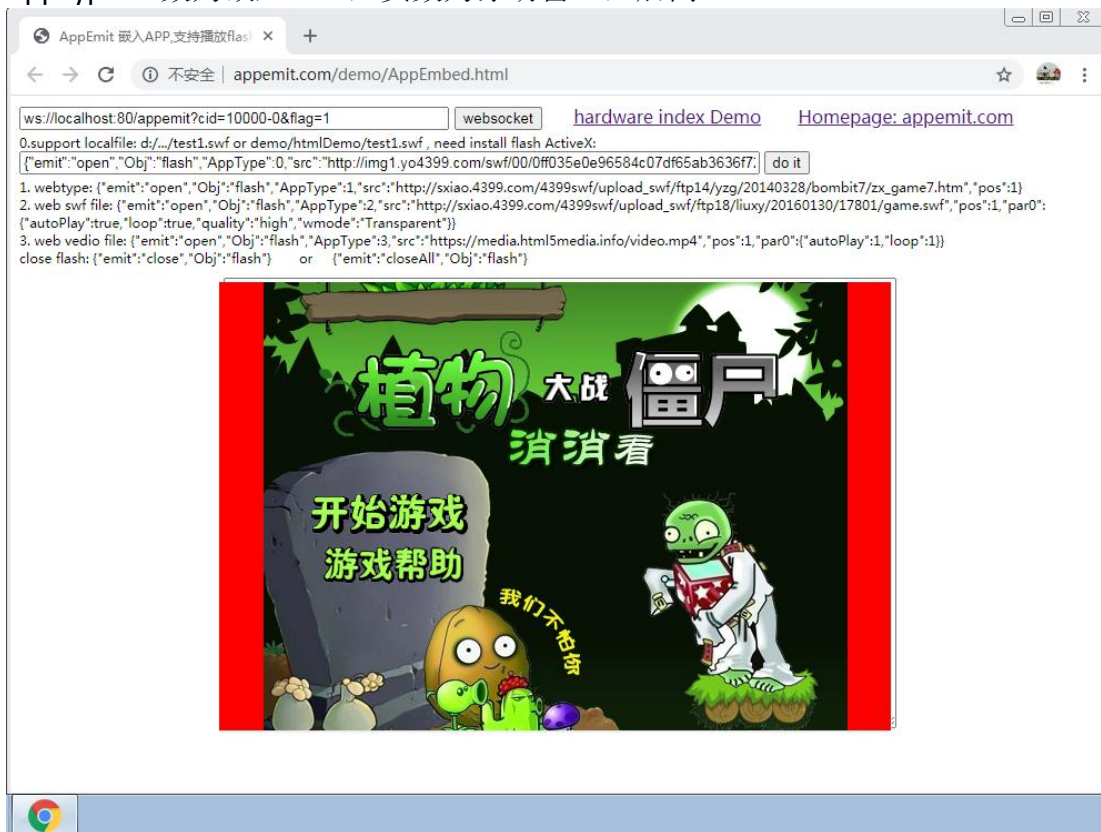 AppEmit 嵌入APP,支持播放flas
不安全 | appemit.com/demo/AppEmbed.html
ws://localhost:80/appemit?cid=10000-0&flag=1 websocket hardware index Demo Homepage: appemit.com
0.support localfile: d:/.../test1.swf or demo/htmlDemo/test1.swf , need install flash ActiveX:
{"emit":"open","Obj":"flash","AppType":0,"src":"http://img1.yo4399.com/swf/00/0ff035e0e96584c07df65ab3636f7 do it
1. webtype: {"emit":"open","Obj":"flash","AppType":1,"src":"http://sxiao.4399.com/4399swf/upload_swf/ftp14/yzg/20140328/bombit7/zx_game7.htm","pos":1}
2. web swf file: {"emit":"open","Obj":"flash","AppType":2,"src":"http://sxiao.4399.com/4399swf/upload_swf/ftp18/liuxy/20160130/17801/game.swf","pos":1,"par0":
{"autoPlay":true,"loop":true,"quality":"high","wmode":"Transparent"}}
3. web vedio file: {"emit":"open","Obj":"flash","AppType":3,"src":"https://media.html5media.info/video.mp4","pos":1,"par0":{"autoPlay":1,"loop":1}}
close flash: {"emit":"close","Obj":"flash"} or {"emit":"closeAll","Obj":"flash"}
植物大战僵尸
消消看
开始游戏
游戏帮助
我们不怕你